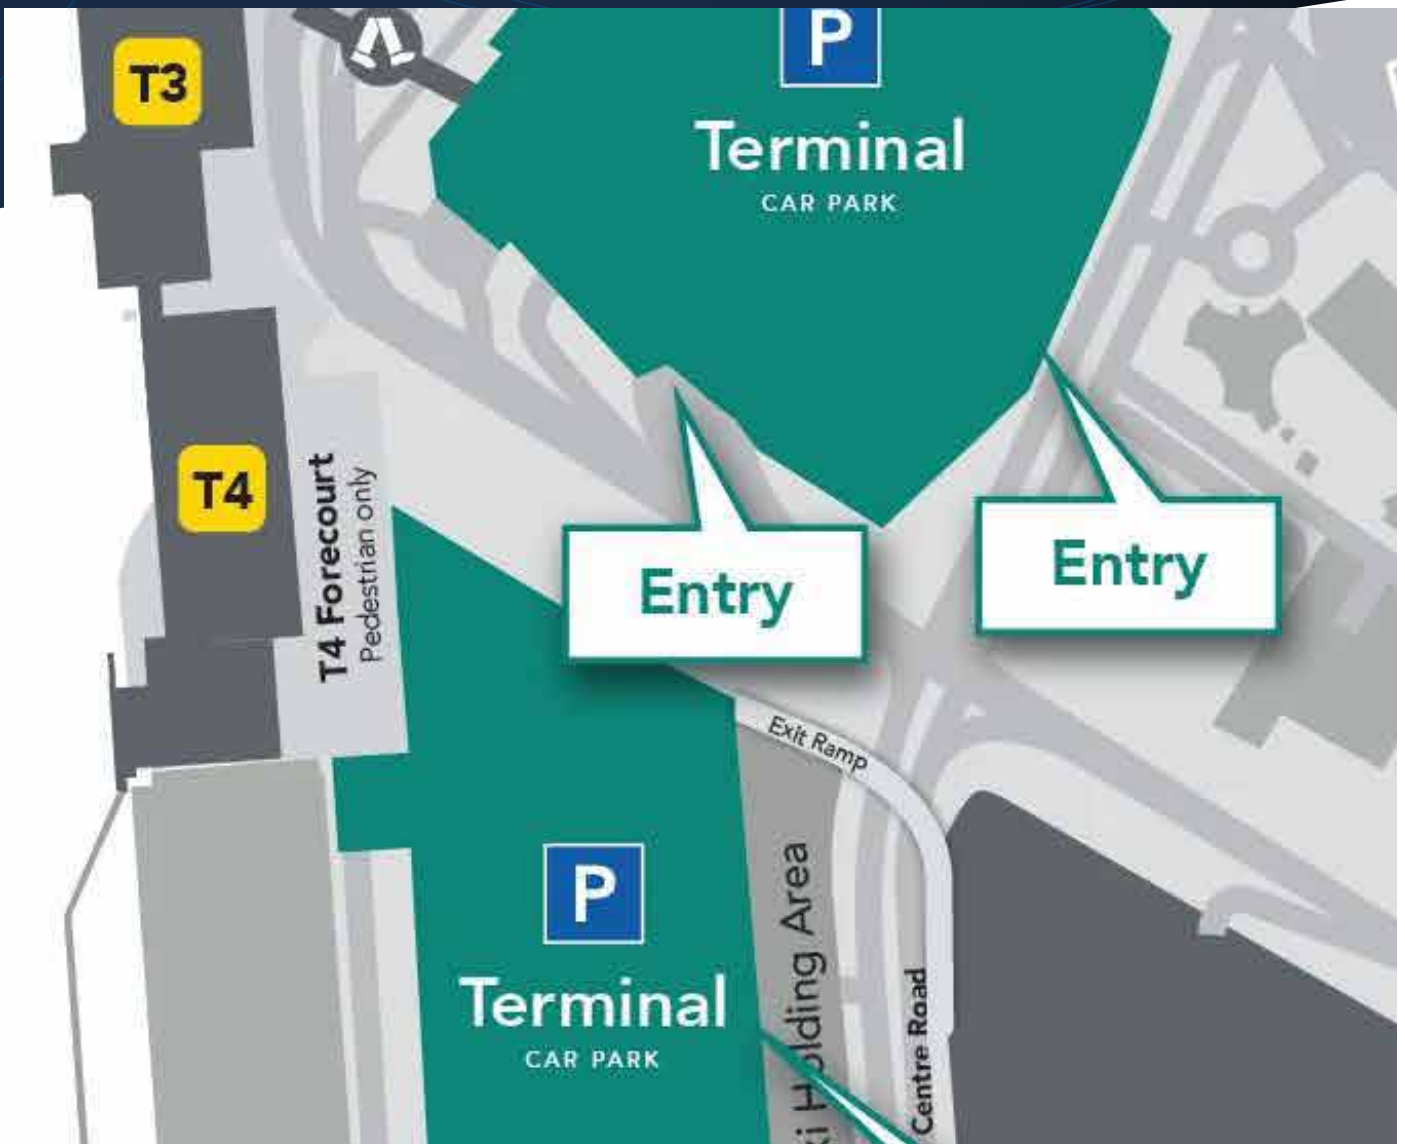 T3
P
Terminal
CAR PARK
T4
T4 Forecourt
Pedestrian only
Entry
Entry
Exit Ramp
P
Terminal
CAR PARK
Holding Area
Centre Road